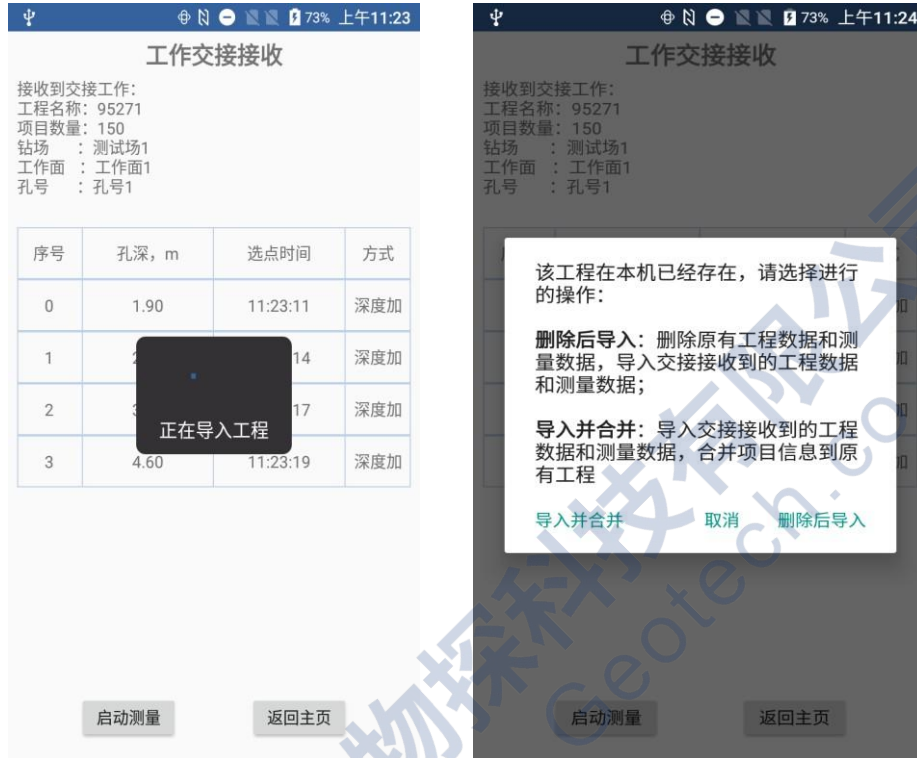 73% 上午11:23
工作交接接收
接收到交接工作：
工程名称：95271
项目数量：150
钻场 ：测试场1
工作面 ：工作面1
孔号 ：孔号1
序号 孔深，m 选点时间 方式
0 1.90 11:23:11 深度加
1 14 深度加
2 17 深度加
正在导入工程
3 4.60 11:23:19 深度加
启动测量 返回主页
73% 上午11:24
工作交接接收
接收到交接工作：
工程名称：95271
项目数量：150
钻场 ：测试场1
工作面 ：工作面1
孔号 ：孔号1
该工程在本机已经存在，请选择进行
的操作：
删除后导入：删除原有工程数据和测
量数据，导入交接接收到的工程数据
和测量数据；
导入并合并：导入交接接收到的工程
数据和测量数据，合并项目信息到原
有工程
导入并合并 取消 删除后导入
启动测量 返回主页
物探科技有限公司
Geotech.co